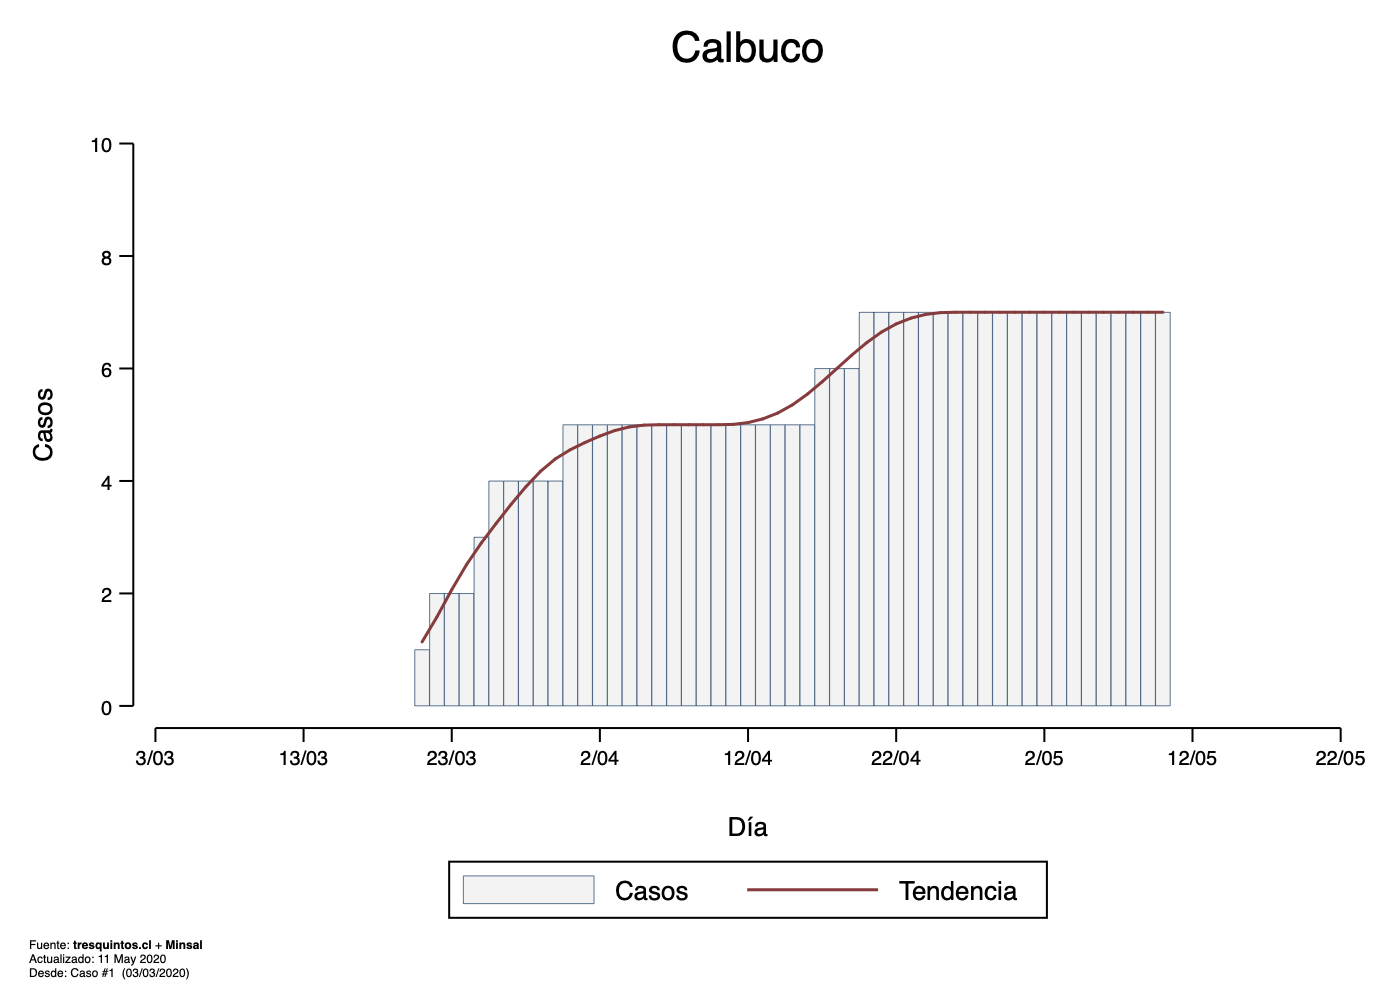 Calbuco
10
8
6
4
2
0
Casos
3/03 13/03 23/03 2/04 12/04 22/04 2/05 12/05 22/05
Día
Casos Tendencia
Fuente: tresquintos.cl + Minsal
Actualizado: 11 May 2020
Desde: Caso #1 (03/03/2020)